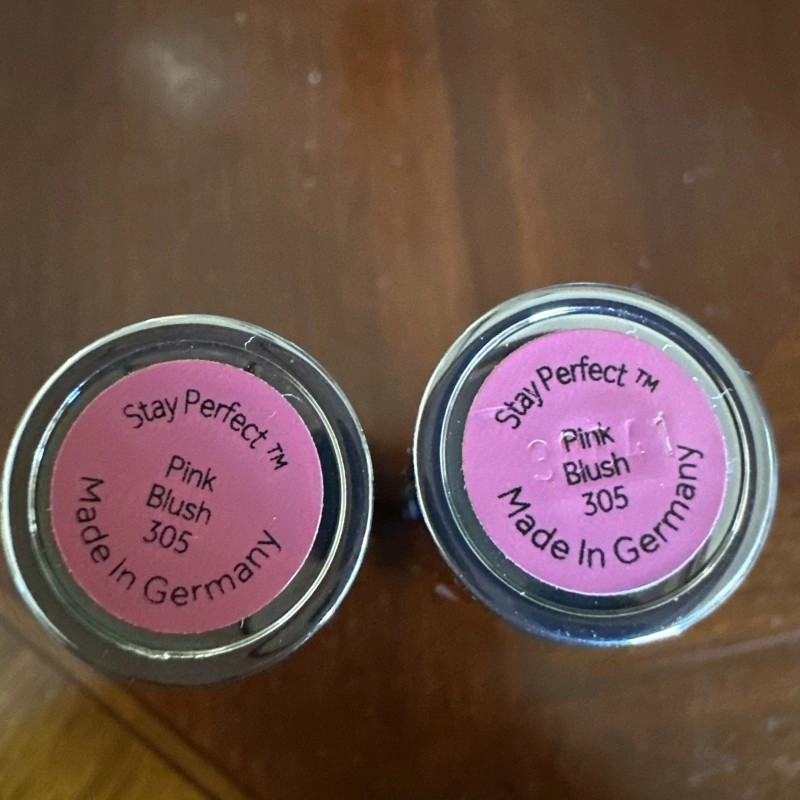 Stay Perfect ™
Pink
Blush
305
Made In Germany
Stay Perfect ™
Pink
Blush
305
Made In Germany